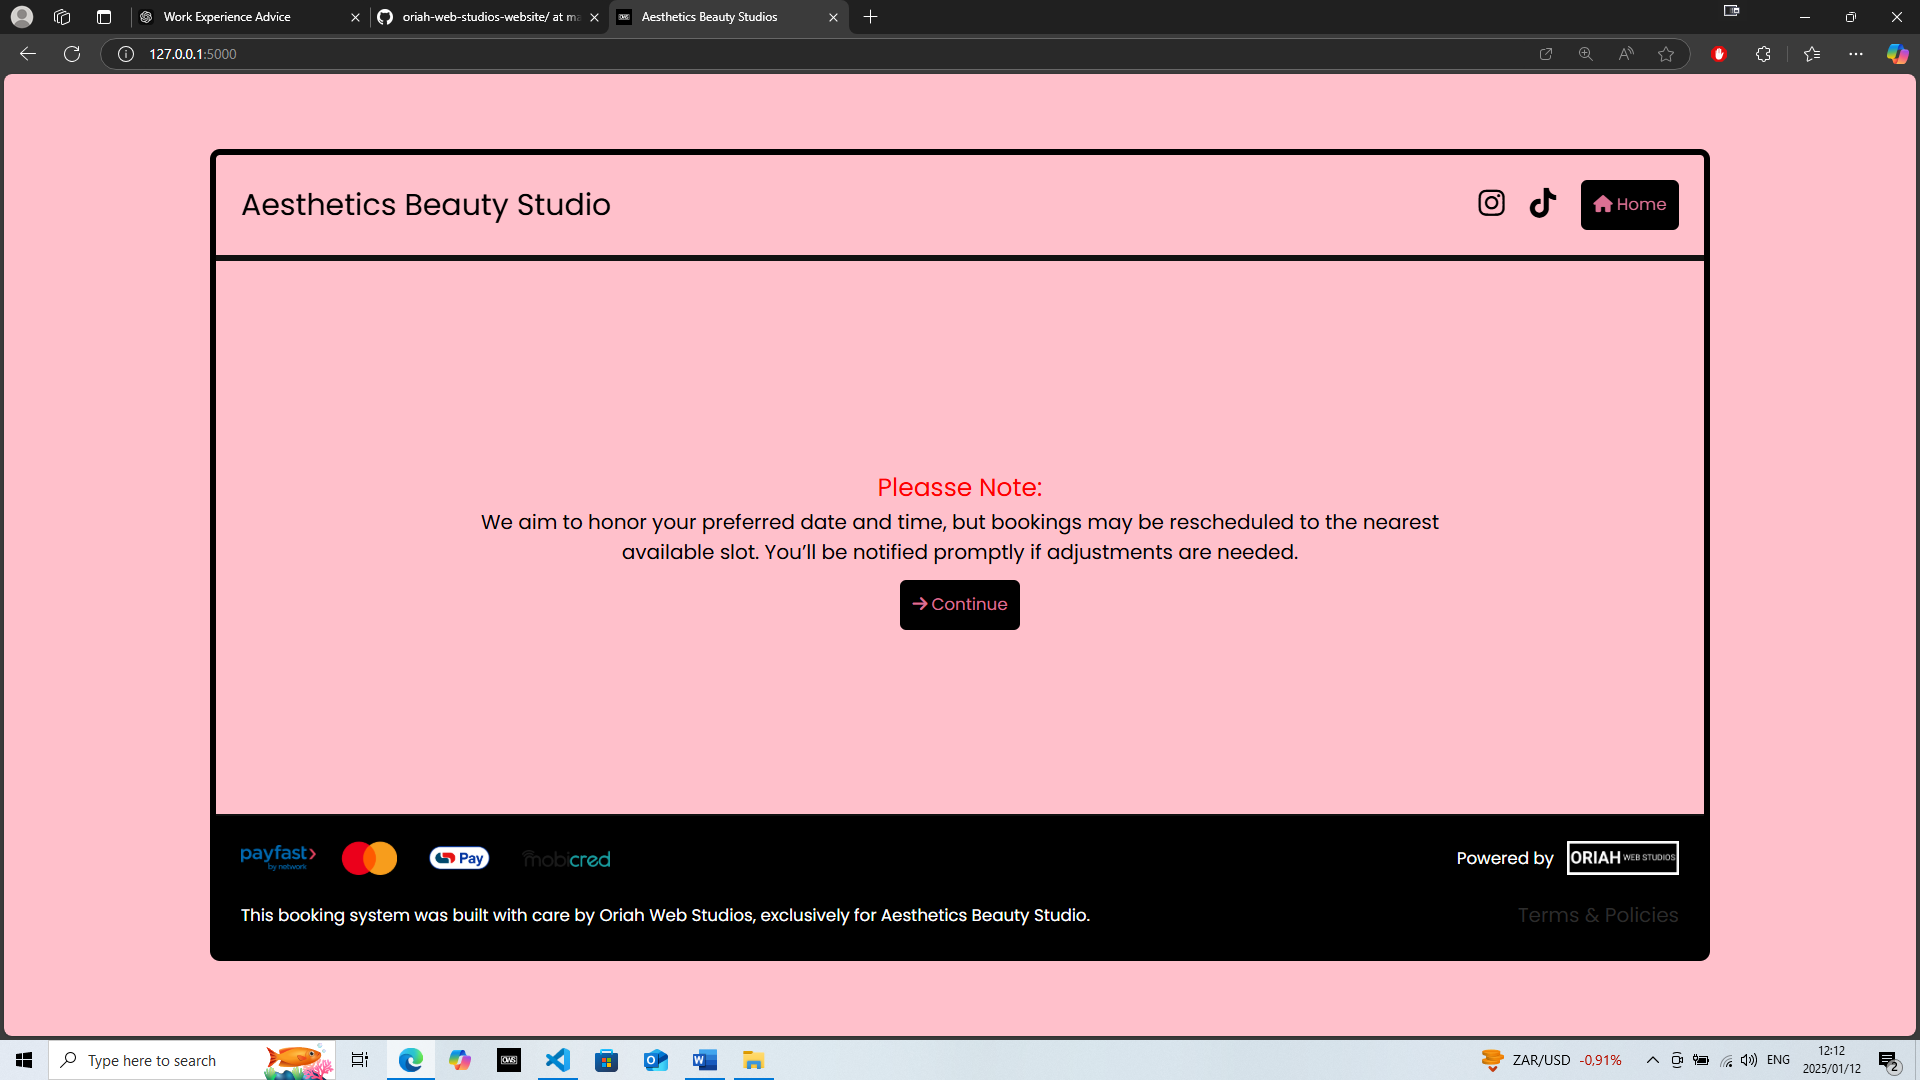 Work Experience Advice
oriah-web-studios-website/ at ma
Aesthetics Beauty Studios
127.0.0.1:5000
Aesthetics Beauty Studio
Home
Pleasse Note:
We aim to honor your preferred date and time, but bookings may be rescheduled to the nearest
available slot. You’ll be notified promptly if adjustments are needed.
Continue
payfast
by network
Pay
mobicred
Powered by
ORIAH WEB STUDIOS
This booking system was built with care by Oriah Web Studios, exclusively for Aesthetics Beauty Studio.
Terms & Policies
Type here to search
OWS
ZAR/USD -0,91%
ENG
12:12
2025/01/12
2